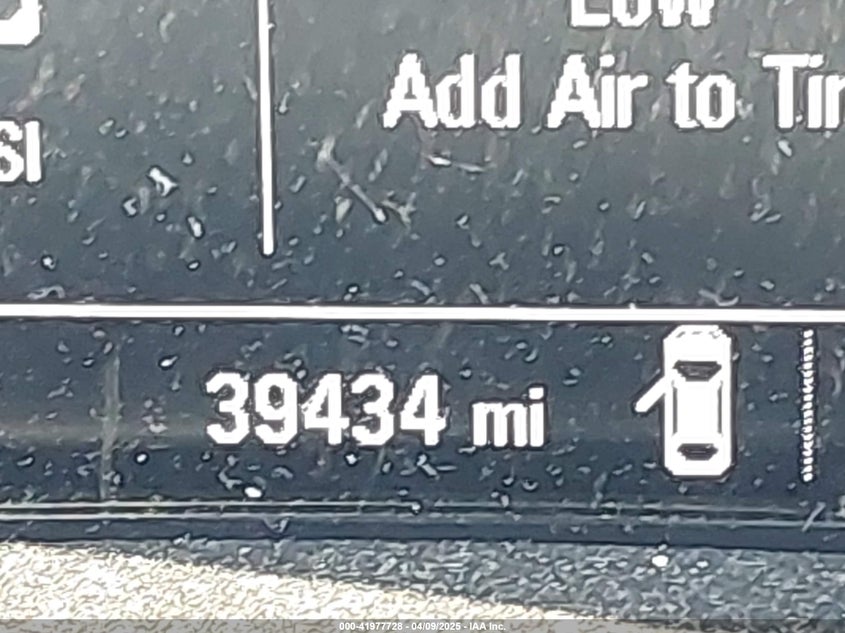 Low
Add Air to Tir
SI
39434 mi
000-41977728 - 04/09/2025 - IAA Inc.